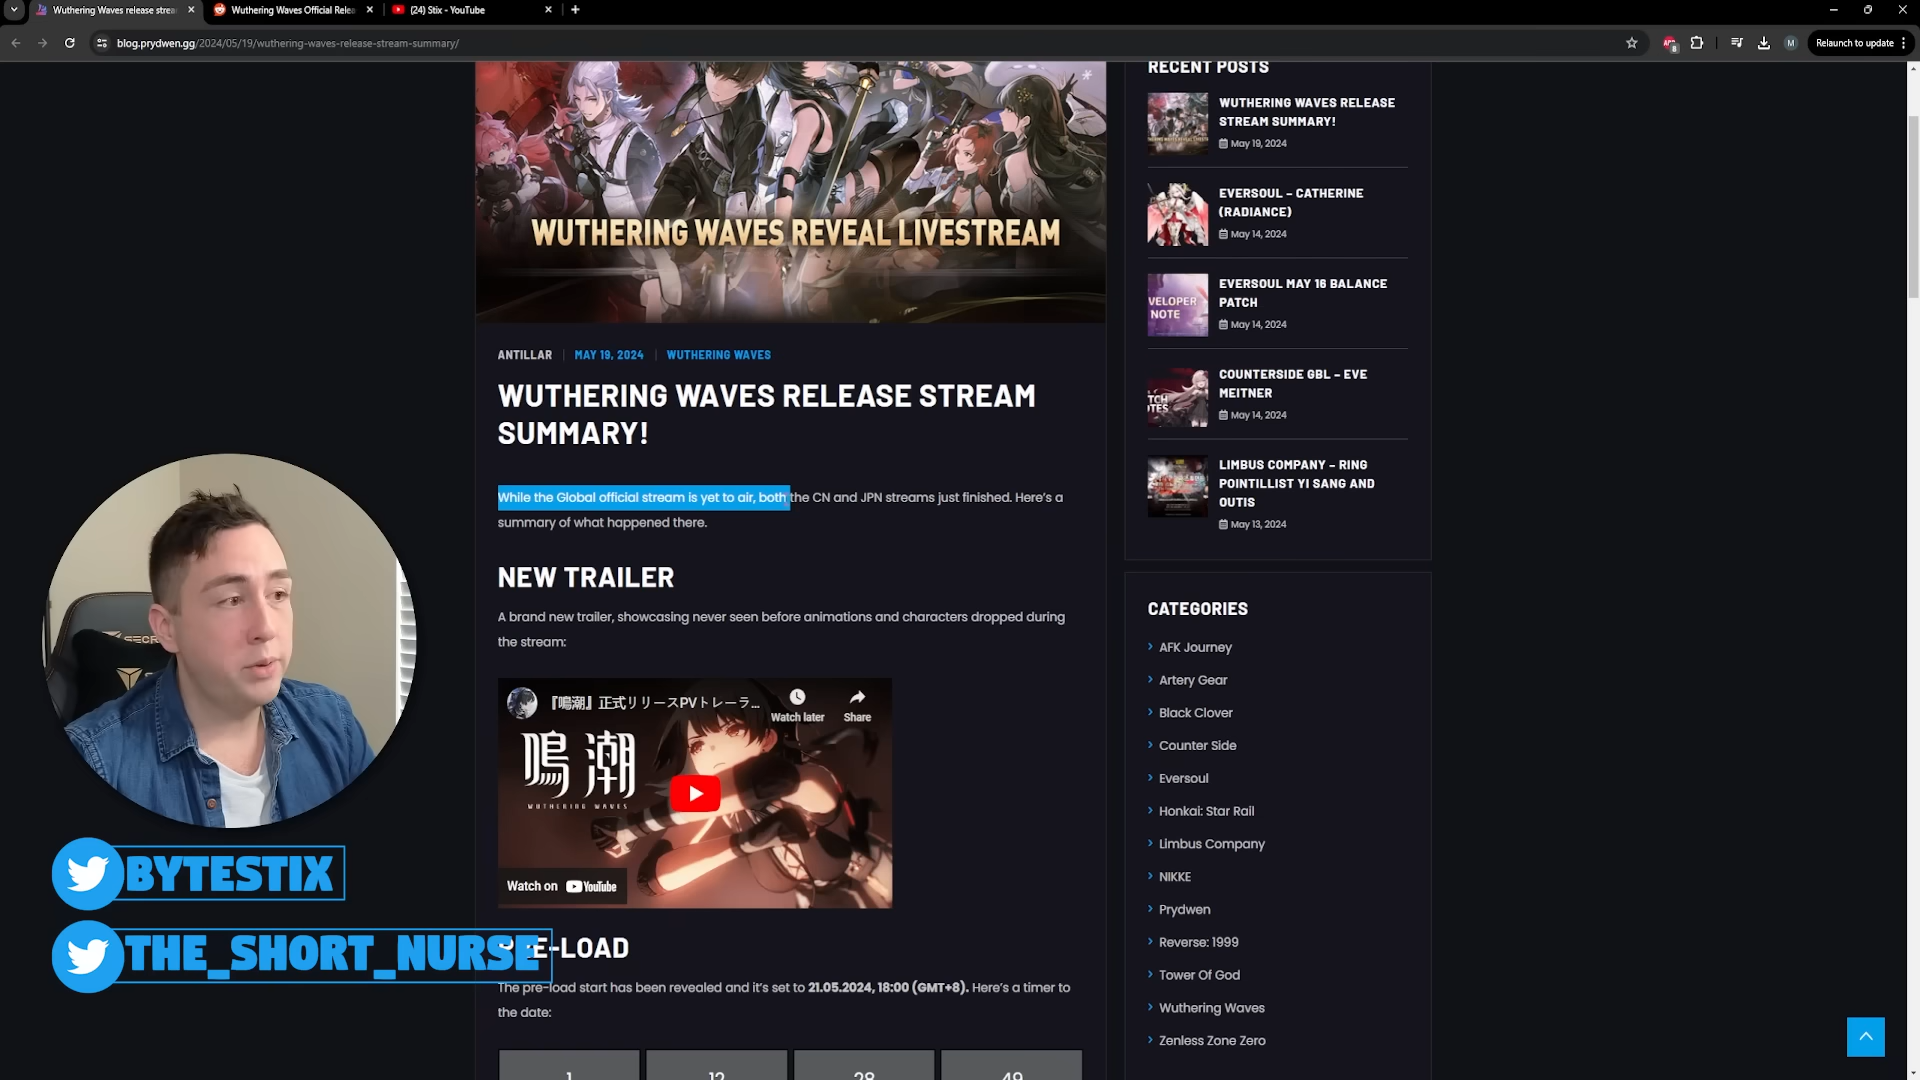 Wuthering Waves release strea
Wuthering Waves Official Relea
(24) Stix - YouTube
blog.prydwen.gg/2024/05/19/wuthering-waves-release-stream-summary/
8
M
Relaunch to update
WUTHERING WAVES REVEAL LIVESTREAM
ANTILLAR
MAY 19, 2024
WUTHERING WAVES
WUTHERING WAVES RELEASE STREAM
SUMMARY!
While the Global official stream is yet to air, both the CN and JPN streams just finished. Here's a
summary of what happened there.
NEW TRAILER
A brand new trailer, showcasing never seen before animations and characters dropped during
the stream:
『鳴潮』正式リリースPVトレーラ...
Watch later
Share
鳴潮
WUTHERING WAVES
Watch on YouTube
-LOAD
The pre-load start has been revealed and it's set to 21.05.2024, 18:00 (GMT+8). Here's a timer to
the date:
1
12
28
49
SECRE
BYTESTIX
THE_SHORT_NURSE
RECENT POSTS
WUTHERING WAVES RELEASE
STREAM SUMMARY!
May 19, 2024
EVERSOUL – CATHERINE
(RADIANCE)
May 14, 2024
VELOPER
NOTE
EVERSOUL MAY 16 BALANCE
PATCH
May 14, 2024
TCH
OTES
COUNTERSIDE GBL – EVE
MEITNER
May 14, 2024
LIMBUS COMPANY – RING
POINTILLIST YI SANG AND
OUTIS
May 13, 2024
CATEGORIES
AFK Journey
Artery Gear
Black Clover
Counter Side
Eversoul
Honkai: Star Rail
Limbus Company
NIKKE
Prydwen
Reverse: 1999
Tower Of God
Wuthering Waves
Zenless Zone Zero